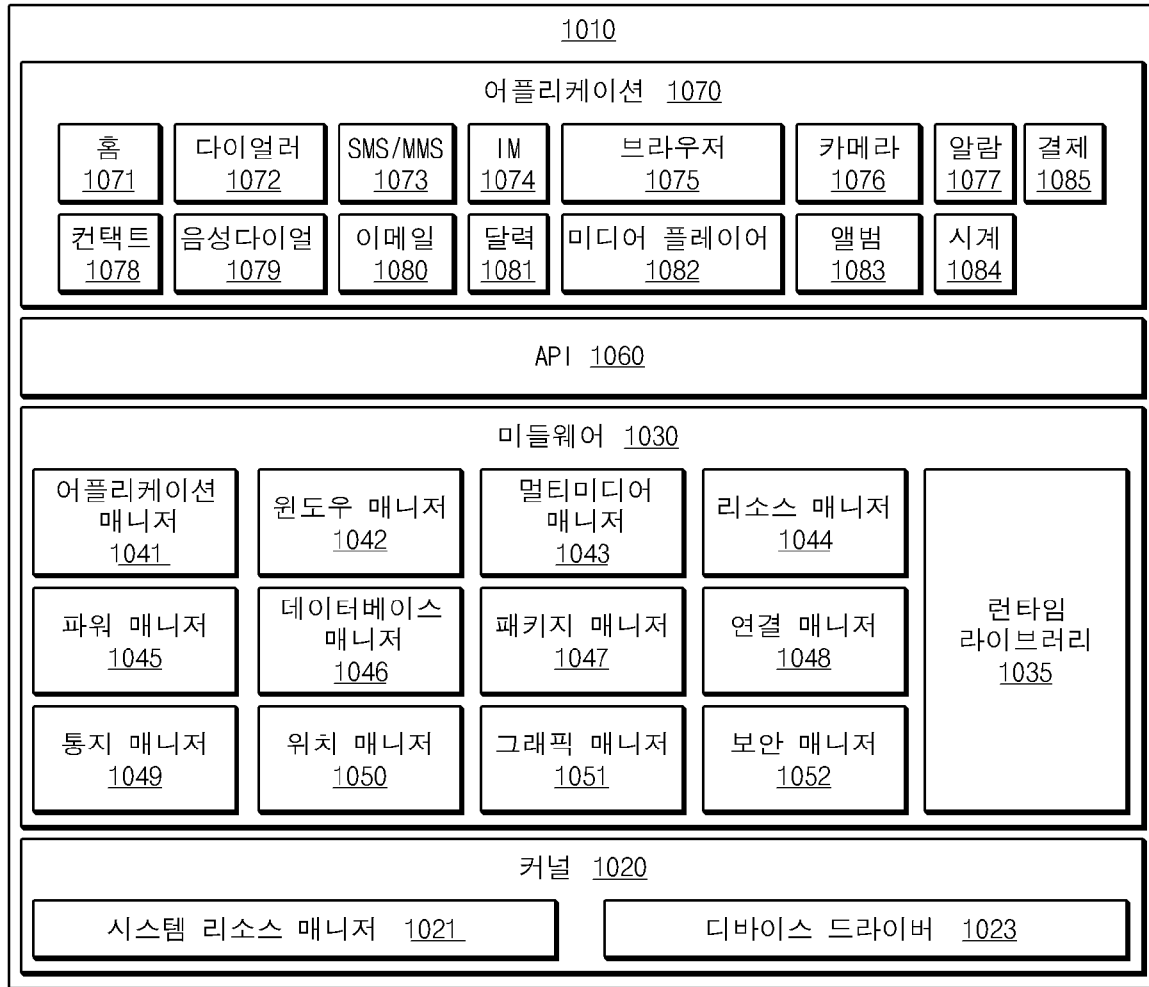 1010
어플리케이션 1070
홈
1071
다이얼러
1072
SMS/MMS
1073
IM
1074
브라우저
1075
카메라
1076
알람
1077
결제
1085
컨택트
1078
음성다이얼
1079
이메일
1080
달력
1081
미디어 플레이어
1082
앨범
1083
시계
1084
API 1060
미들웨어 1030
어플리케이션
매니저
1041
윈도우 매니저
1042
멀티미디어
매니저
1043
리소스 매니저
1044
파워 매니저
1045
데이터베이스
매니저
1046
패키지 매니저
1047
연결 매니저
1048
통지 매니저
1049
위치 매니저
1050
그래픽 매니저
1051
보안 매니저
1052
런타임
라이브러리
1035
커널 1020
시스템 리소스 매니저 1021
디바이스 드라이버 1023